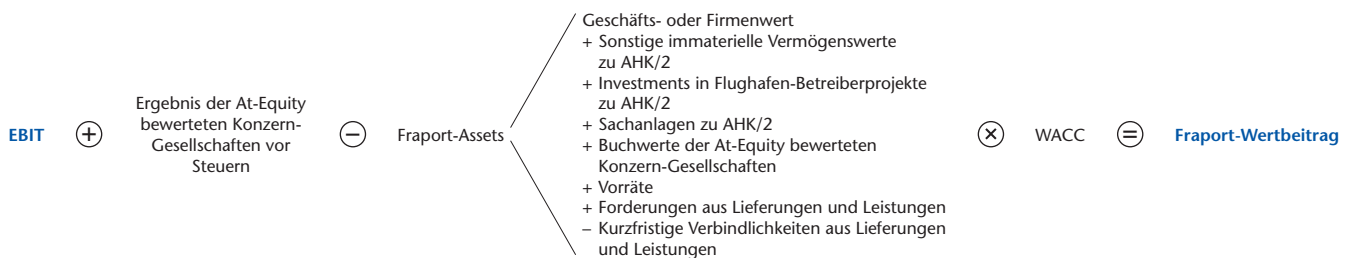 EBIT
+
Ergebnis der At-Equity
bewerteten Konzern-
Gesellschaften vor
Steuern
−
Fraport-Assets
Geschäfts- oder Firmenwert
+ Sonstige immaterielle Vermögenswerte
zu AHK/2
+ Investments in Flughafen-Betreiberprojekte
zu AHK/2
+ Sachanlagen zu AHK/2
+ Buchwerte der At-Equity bewerteten
Konzern-Gesellschaften
+ Vorräte
+ Forderungen aus Lieferungen und Leistungen
– Kurzfristige Verbindlichkeiten aus Lieferungen
und Leistungen
×
WACC
=
Fraport-Wertbeitrag